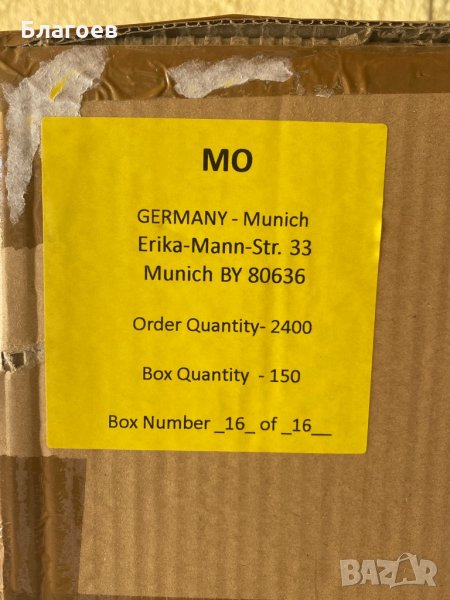 Благоев
MO
GERMANY - Munich
Erika-Mann-Str. 33
Munich BY 80636
Order Quantity- 2400
Box Quantity - 150
Box Number _16_ of _16__
BAZAR